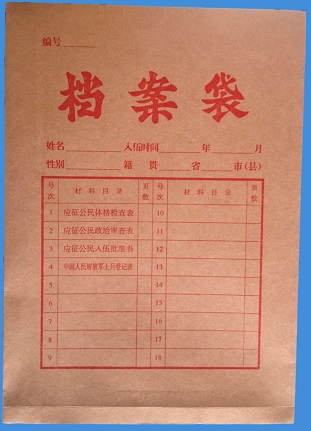 编号
档案袋
姓名 入伍时间 年 月
性别 籍贯 省 市(县)
号次 材料目录 页数 号次 材料目录 页数
1 应征公民体格检查表 10
2 应征公民政治审查表 11
3 应征公民入伍批准书 12
4 中国人民解放军士兵登记表 13
5 14
6 15
7 16
8 17
9 18